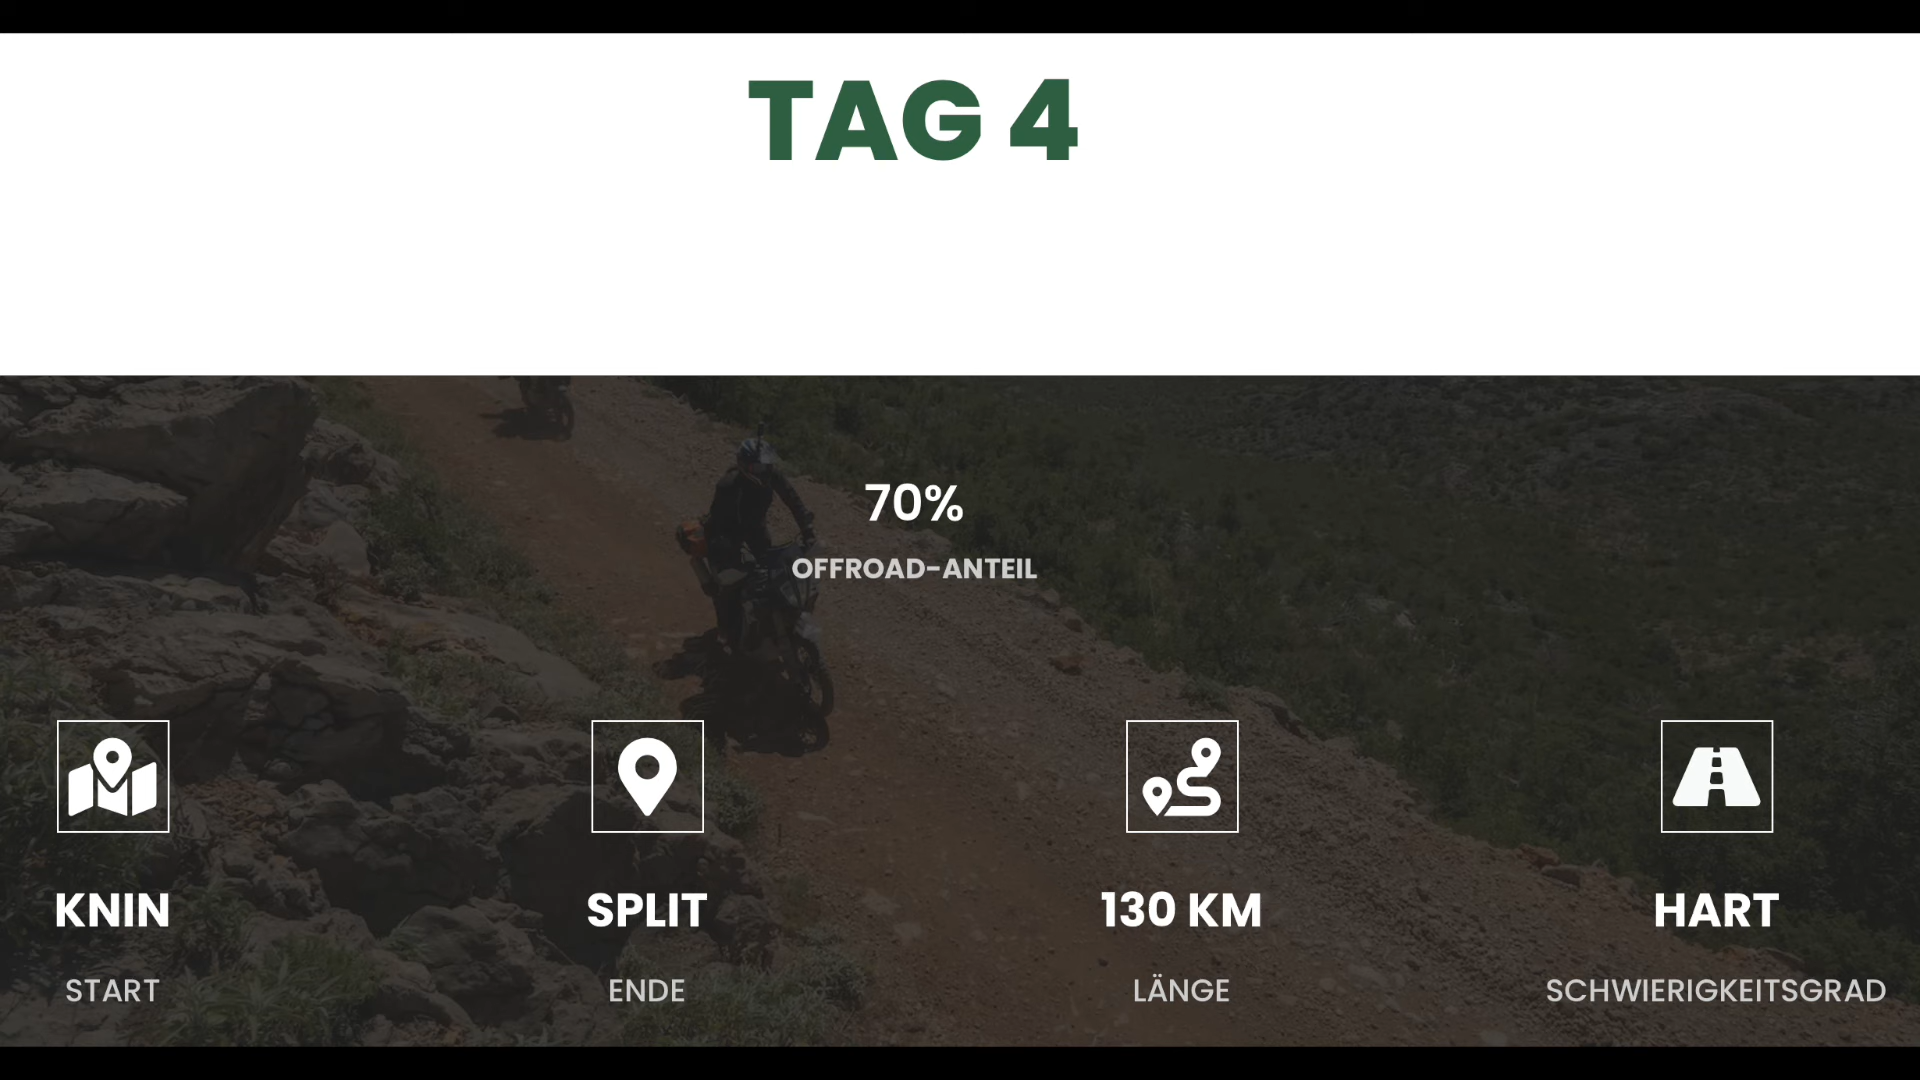 TAG 4
70%
OFFROAD-ANTEIL
KNIN
START
SPLIT
ENDE
130 KM
LÄNGE
HART
SCHWIERIGKEITSGRAD